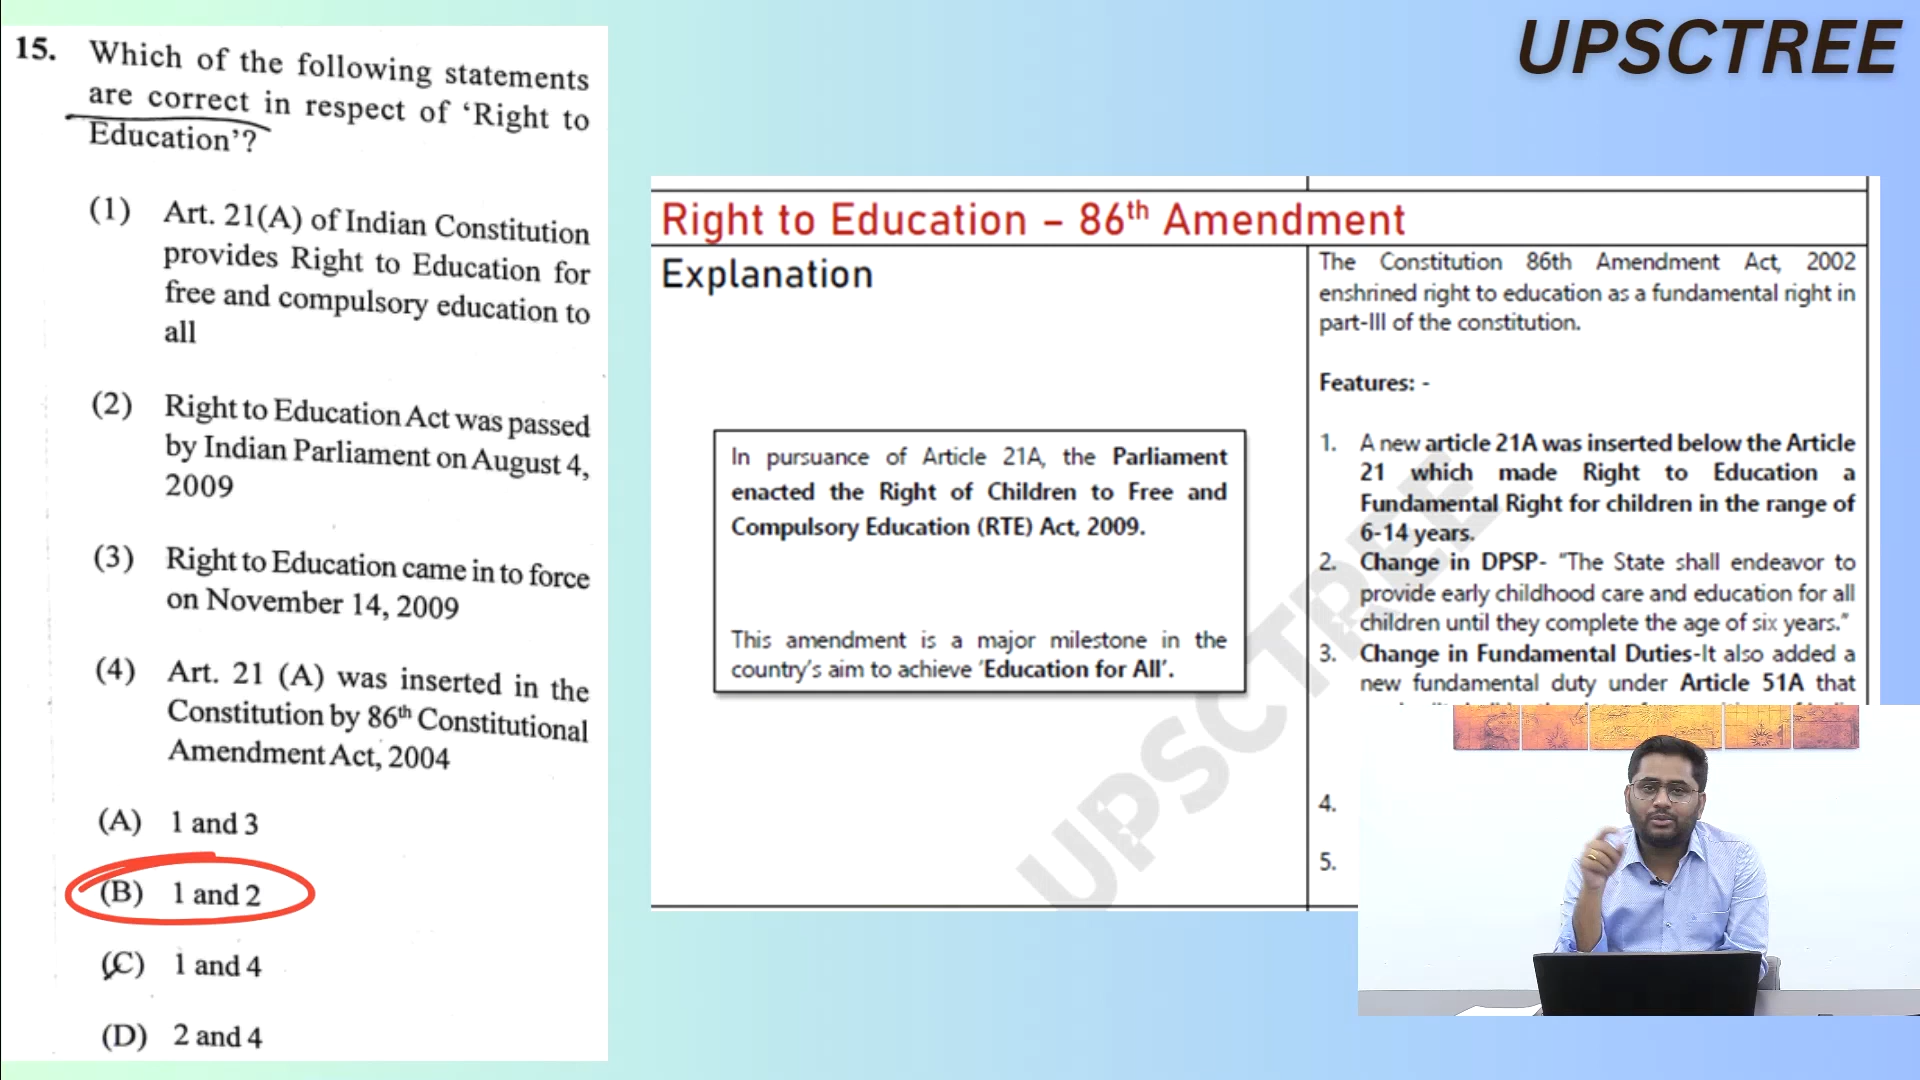 15. Which of the following statements
are correct in respect of ‘Right to
Education’?
(1) Art. 21(A) of Indian Constitution
provides Right to Education for
free and compulsory education to
all
(2) Right to Education Act was passed
by Indian Parliament on August 4,
2009
(3) Right to Education came in to force
on November 14, 2009
(4) Art. 21 (A) was inserted in the
Constitution by 86th Constitutional
Amendment Act, 2004
(A) 1 and 3
(B) 1 and 2
(C) 1 and 4
(D) 2 and 4
UPSCTREE
Right to Education – 86th Amendment
Explanation
In pursuance of Article 21A, the Parliament
enacted the Right of Children to Free and
Compulsory Education (RTE) Act, 2009.
This amendment is a major milestone in the
country’s aim to achieve ‘Education for All’.
The Constitution 86th Amendment Act, 2002
enshrined right to education as a fundamental right in
part-III of the constitution.
Features: -
1. A new article 21A was inserted below the Article
21 which made Right to Education a
Fundamental Right for children in the range of
6-14 years.
2. Change in DPSP- “The State shall endeavor to
provide early childhood care and education for all
children until they complete the age of six years.”
3. Change in Fundamental Duties-It also added a
new fundamental duty under Article 51A that
4.
5.
UPSCTREE